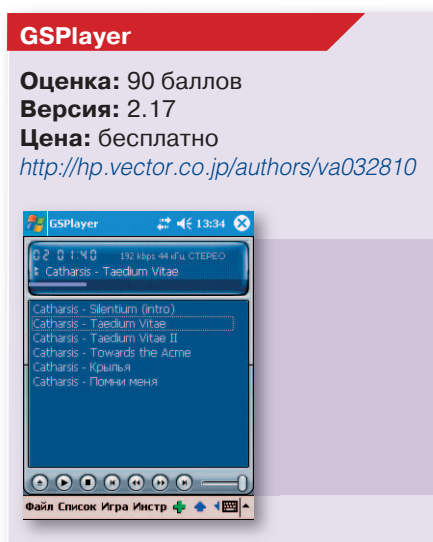 GSPlayer
Оценка: 90 баллов
Версия: 2.17
Цена: бесплатно
http://hp.vector.co.jp/authors/va032810
GSPlayer 13:34
02 01:40 192 kbps 44 кГц СТЕРЕО
Catharsis - Taedium Vitae
Catharsis - Silentium (intro)
Catharsis - Taedium Vitae
Catharsis - Taedium Vitae II
Catharsis - Towards the Acme
Catharsis - Крылья
Catharsis - Помни меня
Файл Список Игра Инстр